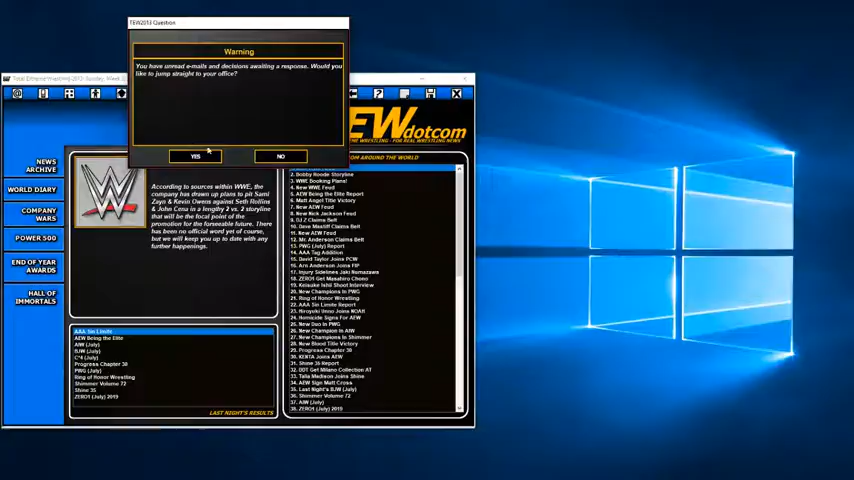 TEW2013 Question
Warning
You have unread e-mails and decisions awaiting a response. Would you
like to jump straight to your office?
YES
NO
EWdotcom
NEWS
ARCHIVE
WORLD DIARY
COMPANY
WARS
POWER 500
END OF YEAR
AWARDS
HALL OF
IMMORTALS
According to sources within WWE, the
company has drawn up plans to pit Sami
Zayn & Kevin Owens against Seth Rollins
& John Cena in a lengthy 2 vs. 2 storyline
that will be the focal point of the
promotion for the forseeable future. There
has been no official word yet of course,
but we will keep you up to date with any
further happenings.
AAA Sin Limite
AEW Being the Elite
AIW (July)
BJW (July)
C*4 (July)
Progress Chapter 30
PWG (July)
Ring of Honor Wrestling
Shimmer Volume 72
Shine 35
ZERO1 (July) 2019
LAST NIGHT'S RESULTS
COM AROUND THE WORLD
2. Bobby Roode Storyline
3. WWE Booking Plans!
4. New WWE Feud
5. AEW Being the Elite Report
6. Matt Angel Title Victory
7. New AEW Feud
8. New Nick Jackson Feud
9. DJ Z Claims Belt
10. Dave Mastiff Claims Belt
11. New AEW Feud
12. Mr. Anderson Claims Belt
13. PWG (July) Report
14. AAA Tag Addition
15. David Taylor Joins PCW
16. Arn Anderson Joins FIP
17. Injury Sidelines Jaki Numazawa
18. ZERO1 Get Masahiro Chono
19. Keisuke Ishii Shoot Interview
20. New Champions In PWG
21. Ring of Honor Wrestling
22. AAA Sin Limite Report
23. Hiroyuki Unno Joins NOAH
24. Homicide Signs For AEW
25. New Duo In PWG
26. New Champion In AIW
27. New Champions In Shimmer
28. New Blood Title Victory
29. Progress Chapter 30
30. KENTA Joins AEW
31. Shine 35 Report
32. DDT Get Milano Collection AT
33. Taila Madison Joins Shine
34. AEW Sign Matt Cross
35. Last Night's BJW (July)
36. Shimmer Volume 72
37. AIW (July)
38. ZERO1 (July) 2019